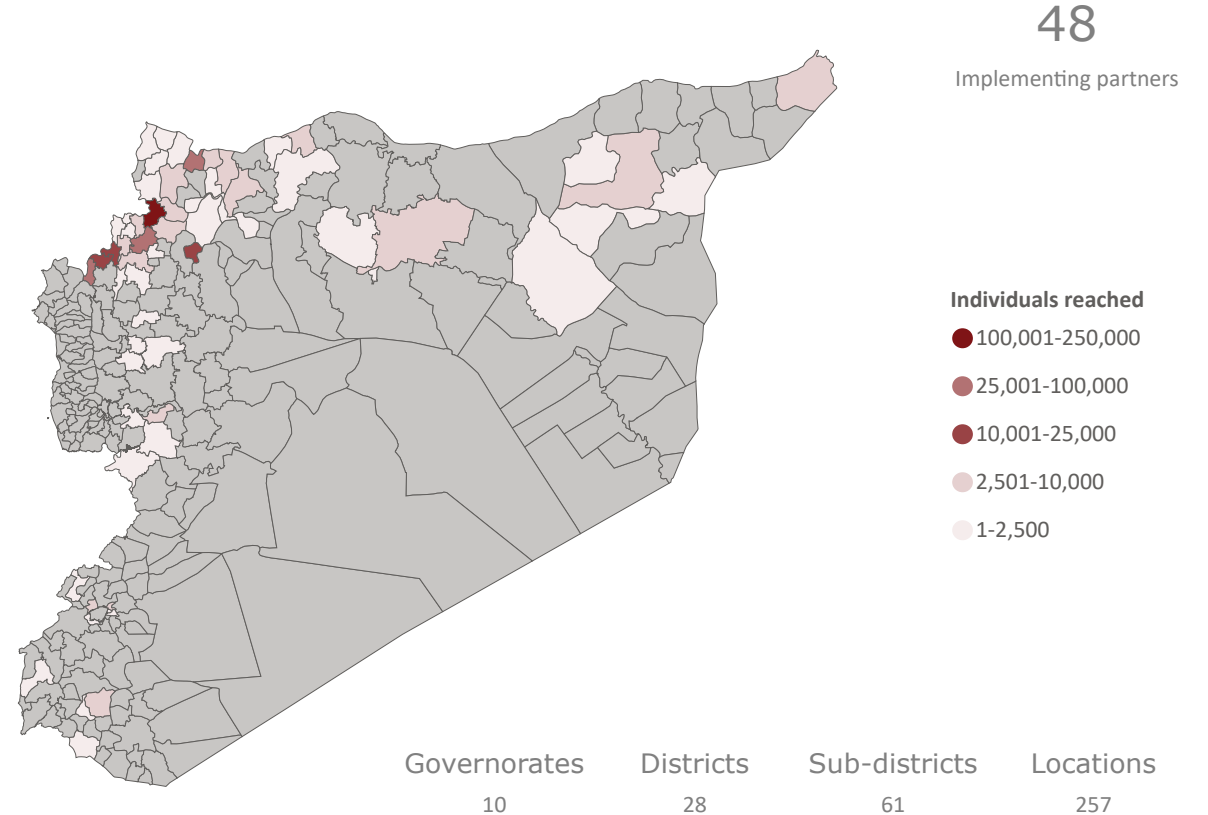 48
Implementing partners
Individuals reached
100,001-250,000
25,001-100,000
10,001-25,000
2,501-10,000
1-2,500
Governorates Districts Sub-districts Locations
10 28 61 257